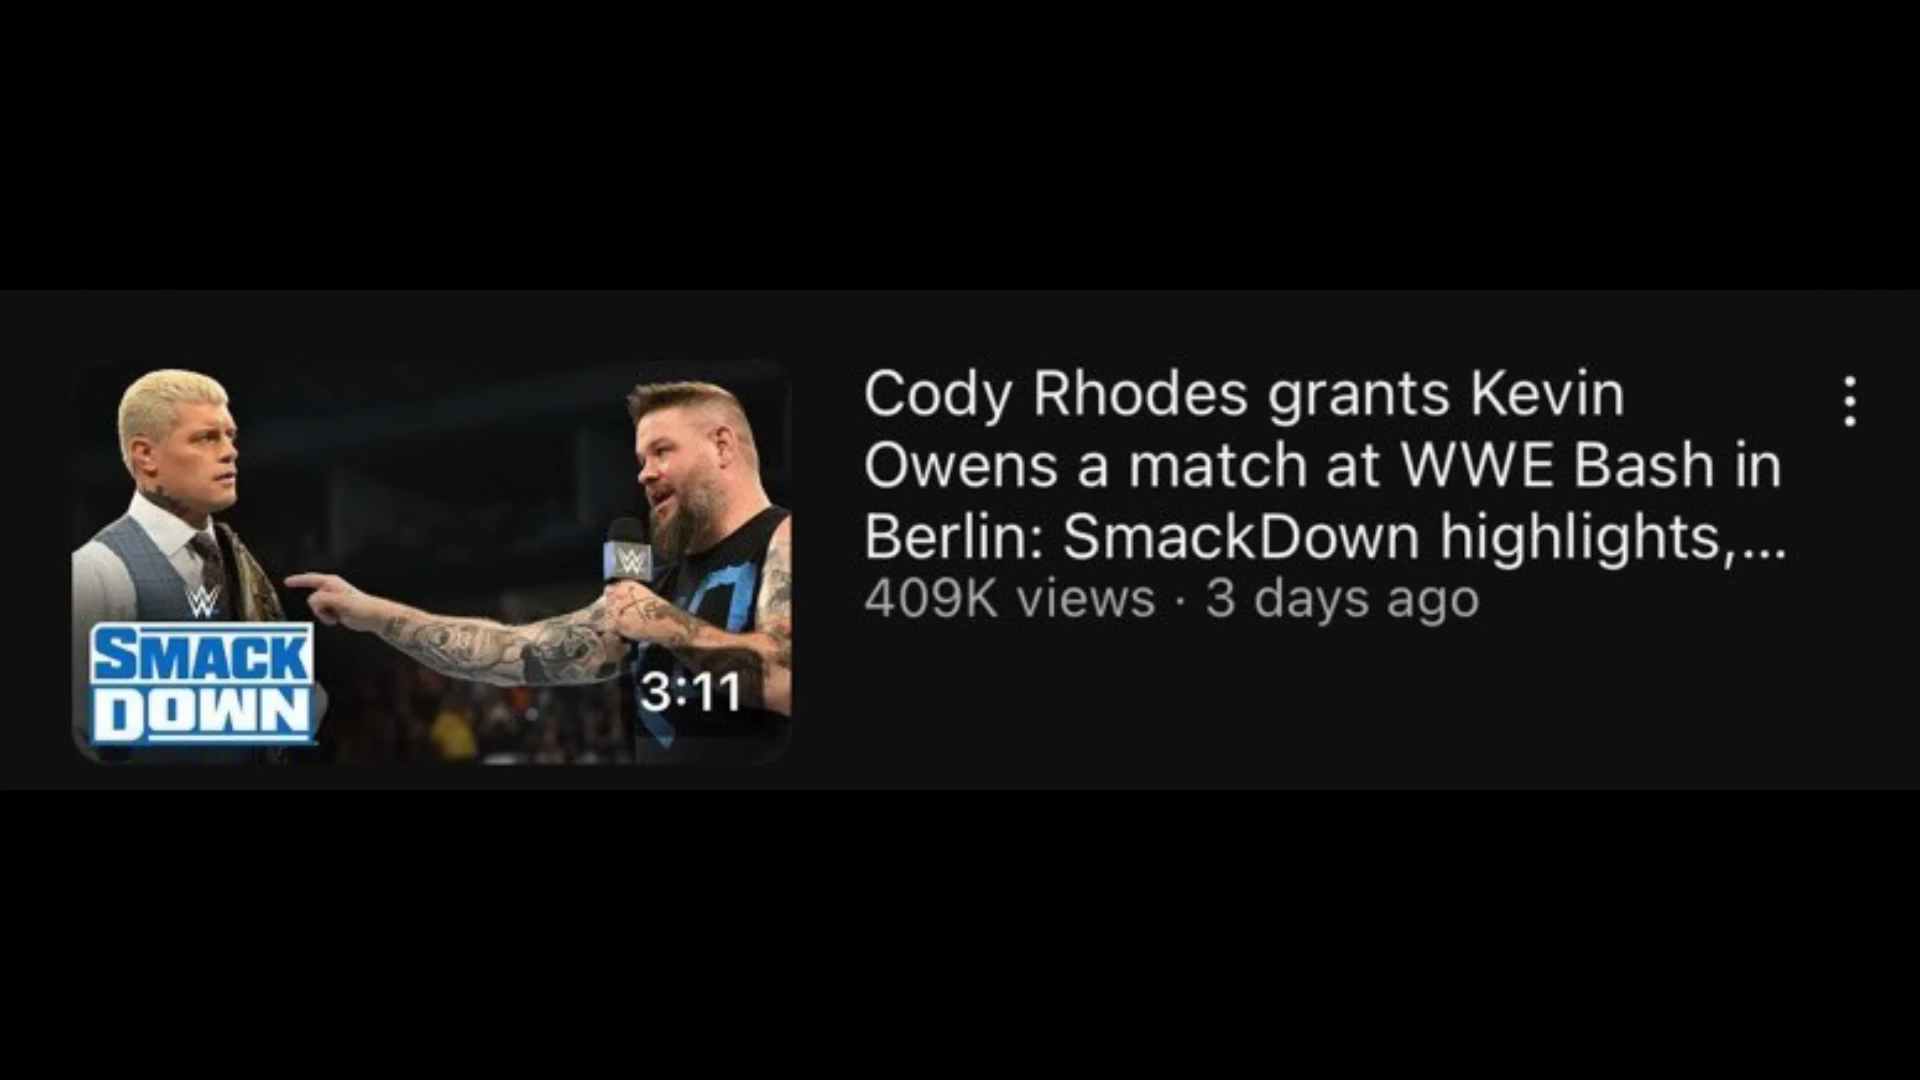 SMACK
DOWN
3:11
Cody Rhodes grants Kevin
Owens a match at WWE Bash in
Berlin: SmackDown highlights,...
409K views · 3 days ago